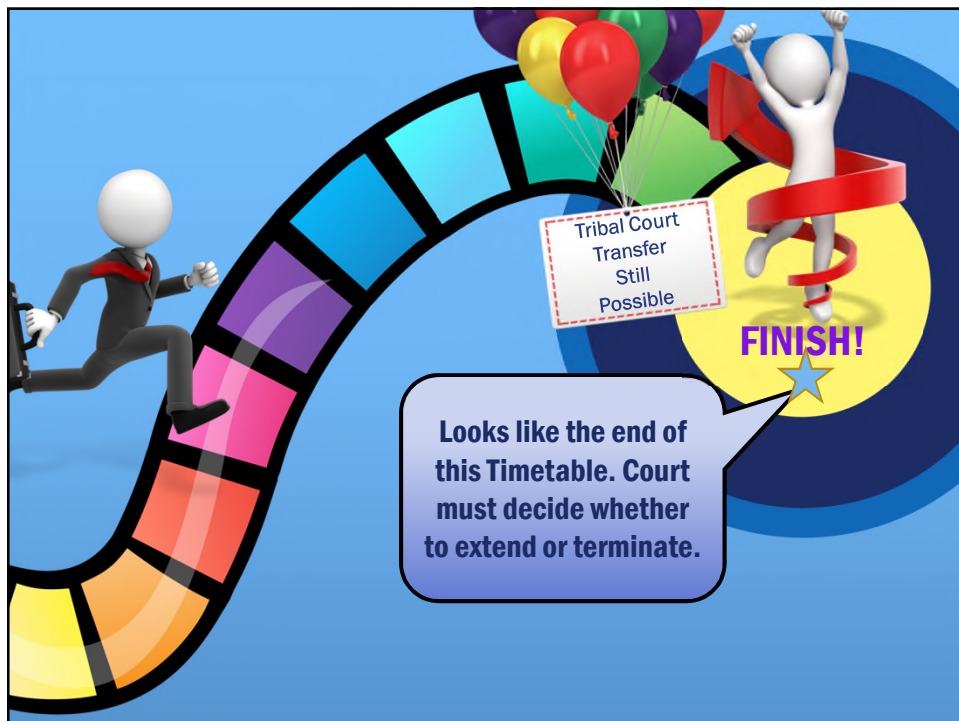 Tribal Court
Transfer
Still
Possible
FINISH!
Looks like the end of
this Timetable. Court
must decide whether
to extend or terminate.